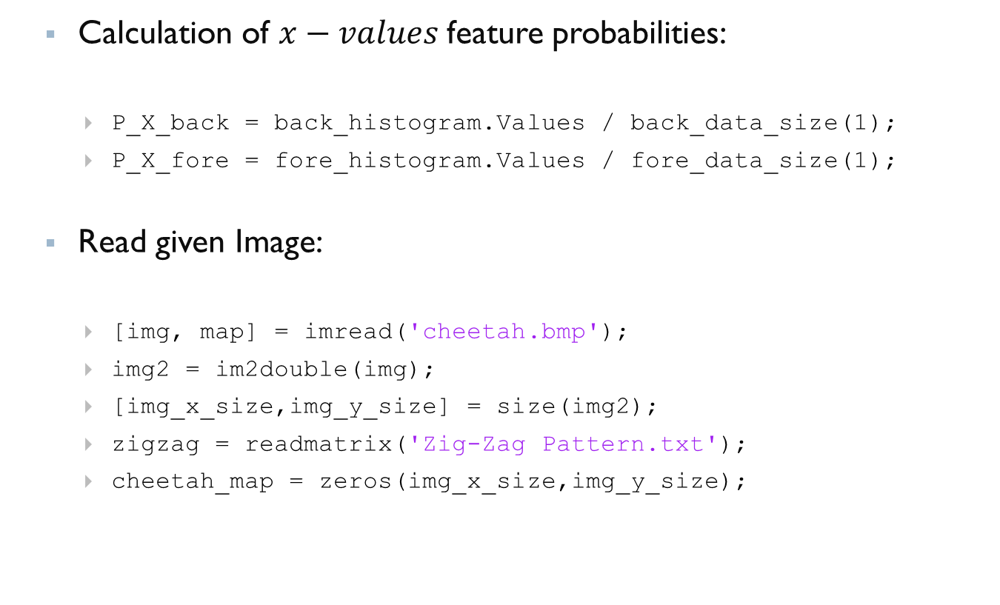 Calculation of x − values feature probabilities:
P_X_back = back_histogram.Values / back_data_size(1);
P_X_fore = fore_histogram.Values / fore_data_size(1);
Read given Image:
[img, map] = imread('cheetah.bmp');
img2 = im2double(img);
[img_x_size,img_y_size] = size(img2);
zigzag = readmatrix('Zig-Zag Pattern.txt');
cheetah_map = zeros(img_x_size,img_y_size);